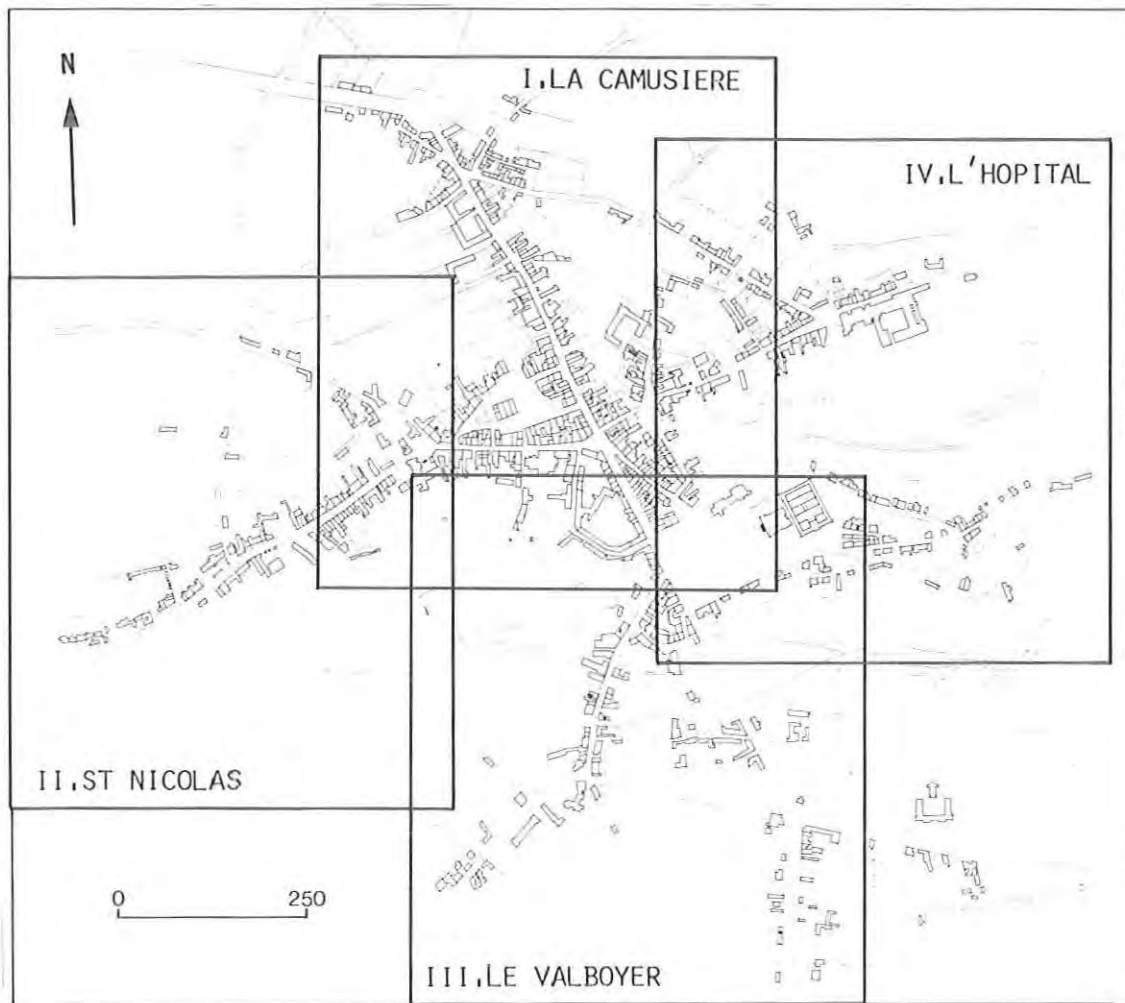 N
I.LA CAMUSIERE
IV.L'HOPITAL
II.ST NICOLAS
0 250
III.LE VALBOYER